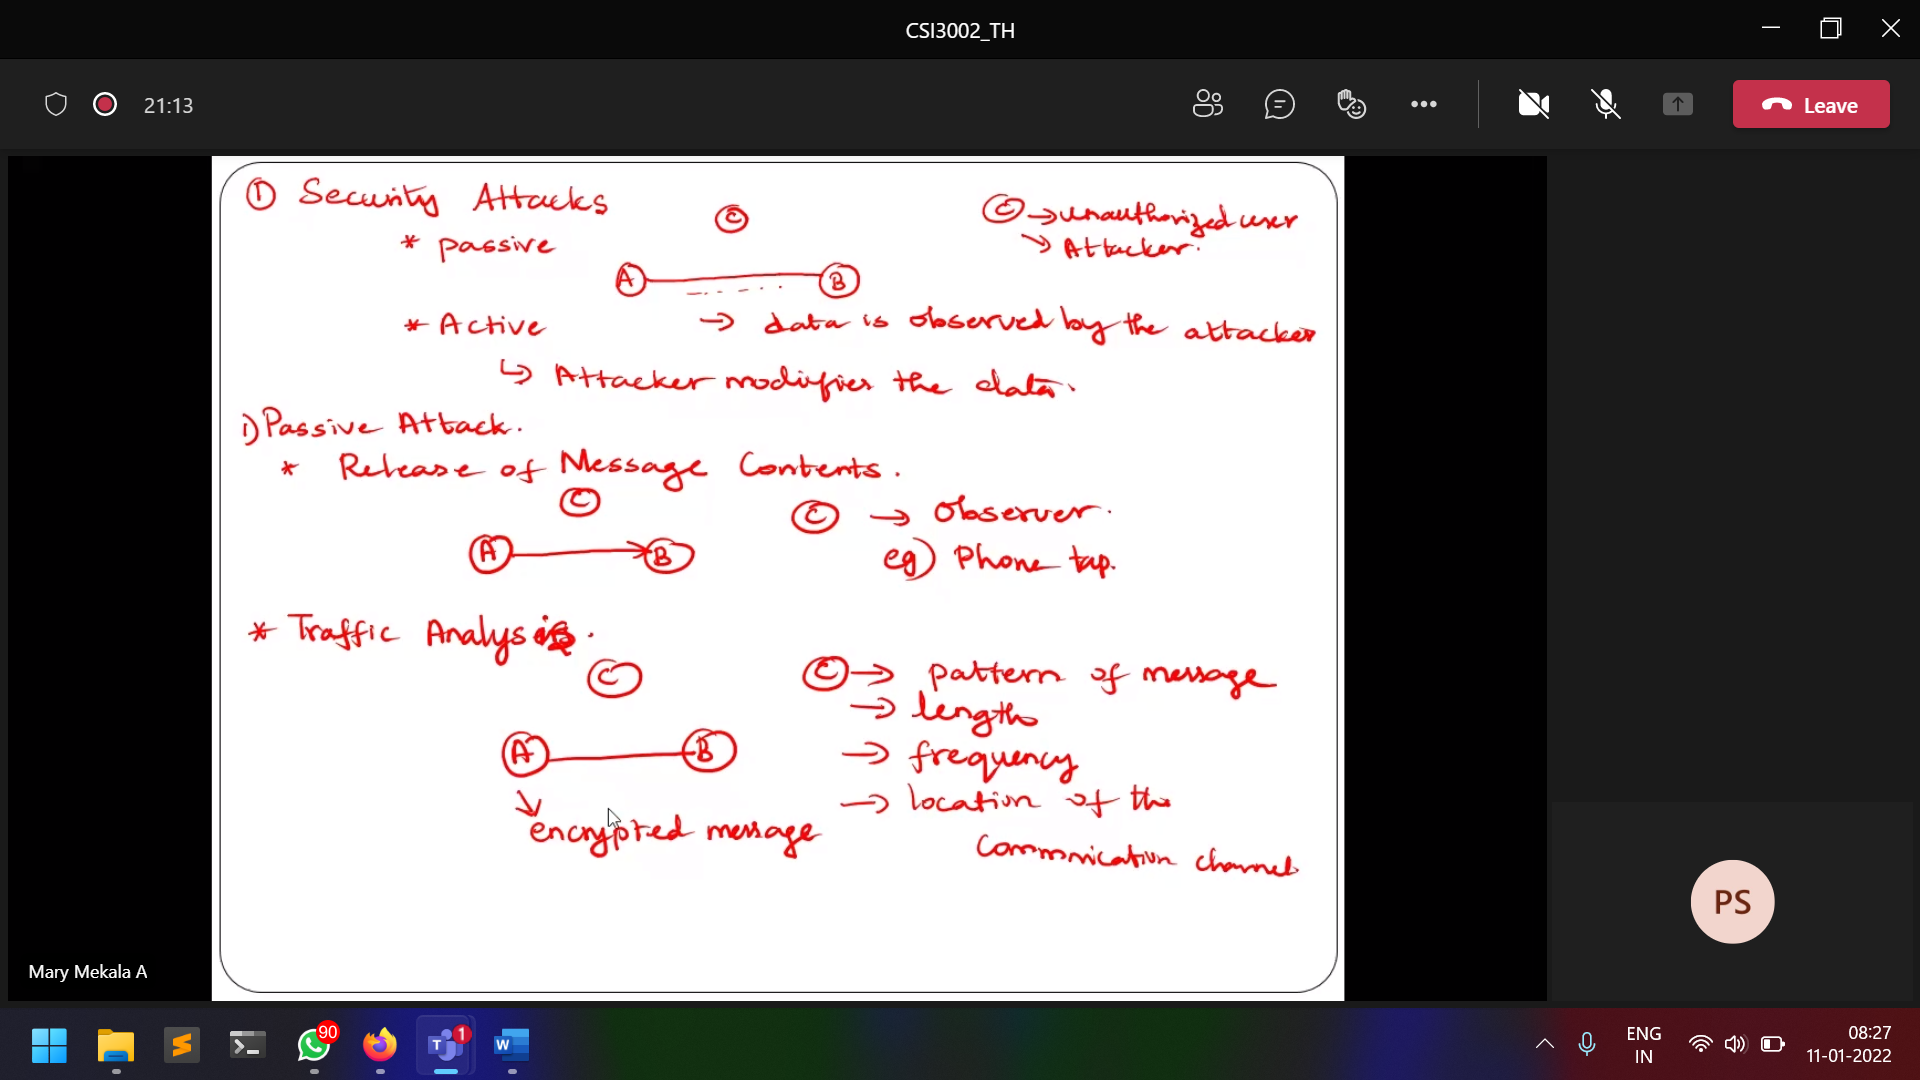 CSI3002_TH
21:13
Leave
① Security Attacks
* passive
C
A B
C → unauthorized user
→ Attacker.
* Active
→ data is observed by the attacker
↳ Attacker modifies the data.
i) Passive Attack.
* Release of Message Contents.
C
A B
C → Observer.
eg) Phone tap.
* Traffic Analysis.
C
A B
encrypted message
C → pattern of message
→ lengths
→ frequency
→ location of the
Communication channel
Mary Mekala A
PS
90
1
ENG
IN
08:27
11-01-2022